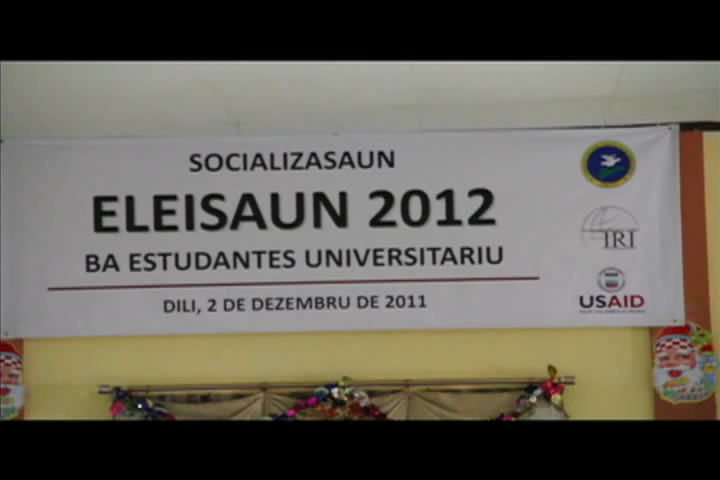 SOCIALIZASAUN
ELEISAUN 2012
BA ESTUDANTES UNIVERSITARIU
DILI, 2 DE DEZEMBRU DE 2011
IRI
USAID